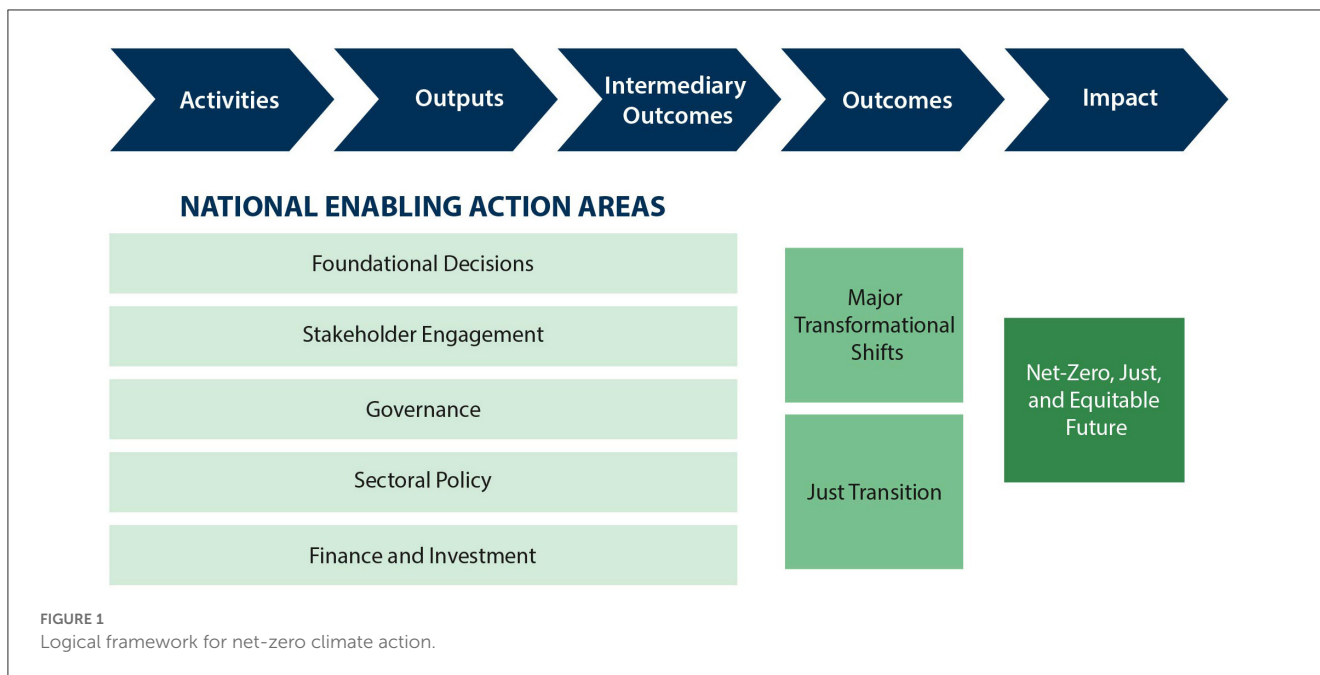 Activities
Outputs
Intermediary
Outcomes
Outcomes
Impact
NATIONAL ENABLING ACTION AREAS
Foundational Decisions
Stakeholder Engagement
Governance
Sectoral Policy
Finance and Investment
Major
Transformational
Shifts
Just Transition
Net-Zero, Just,
and Equitable
Future
FIGURE 1
Logical framework for net-zero climate action.